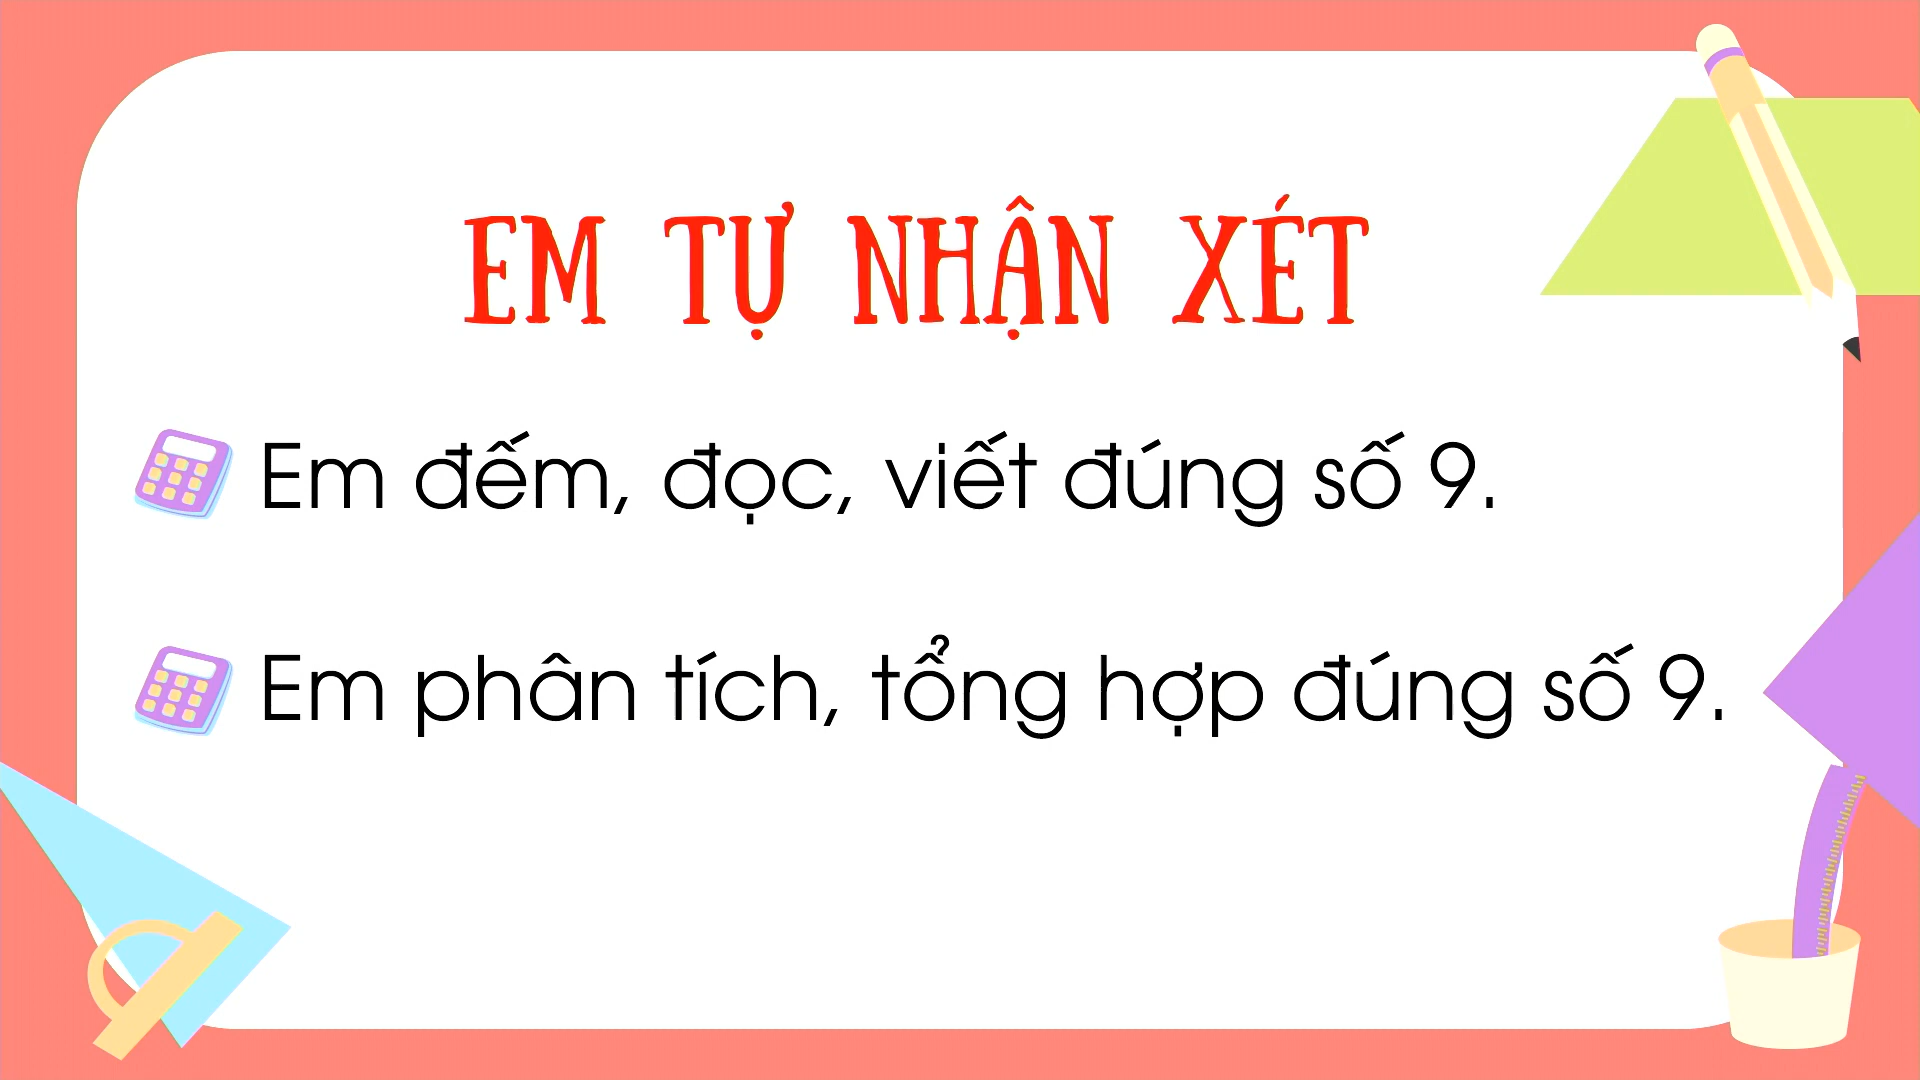 EM TỰ NHẬN XÉT
Em đếm, đọc, viết đúng số 9.
Em phân tích, tổng hợp đúng số 9.